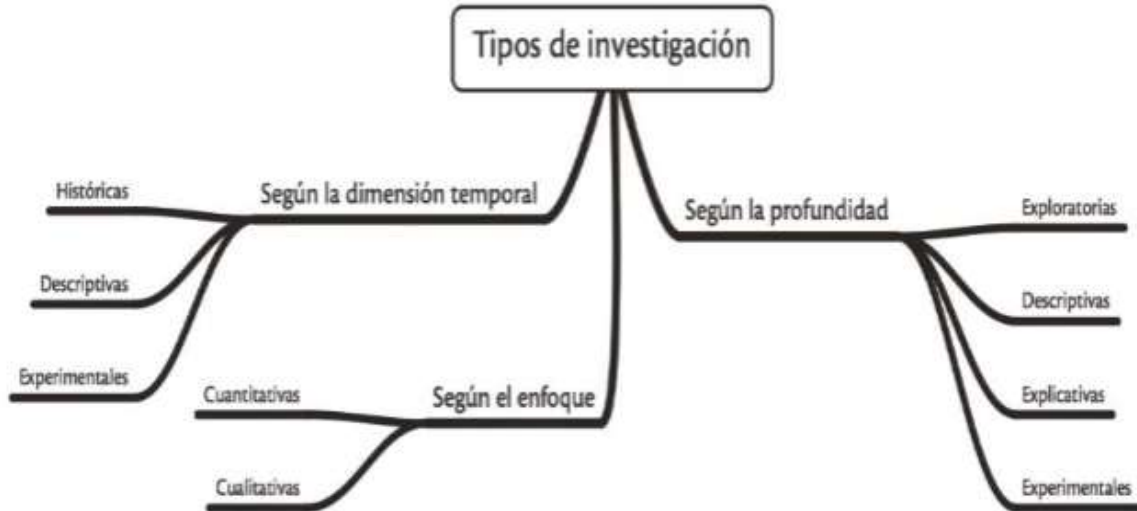 Tipos de investigación
Según la dimensión temporal
Históricas
Descriptivas
Experimentales
Según el enfoque
Cuantitativas
Cualitativas
Según la profundidad
Exploratorias
Descriptivas
Explicativas
Experimentales